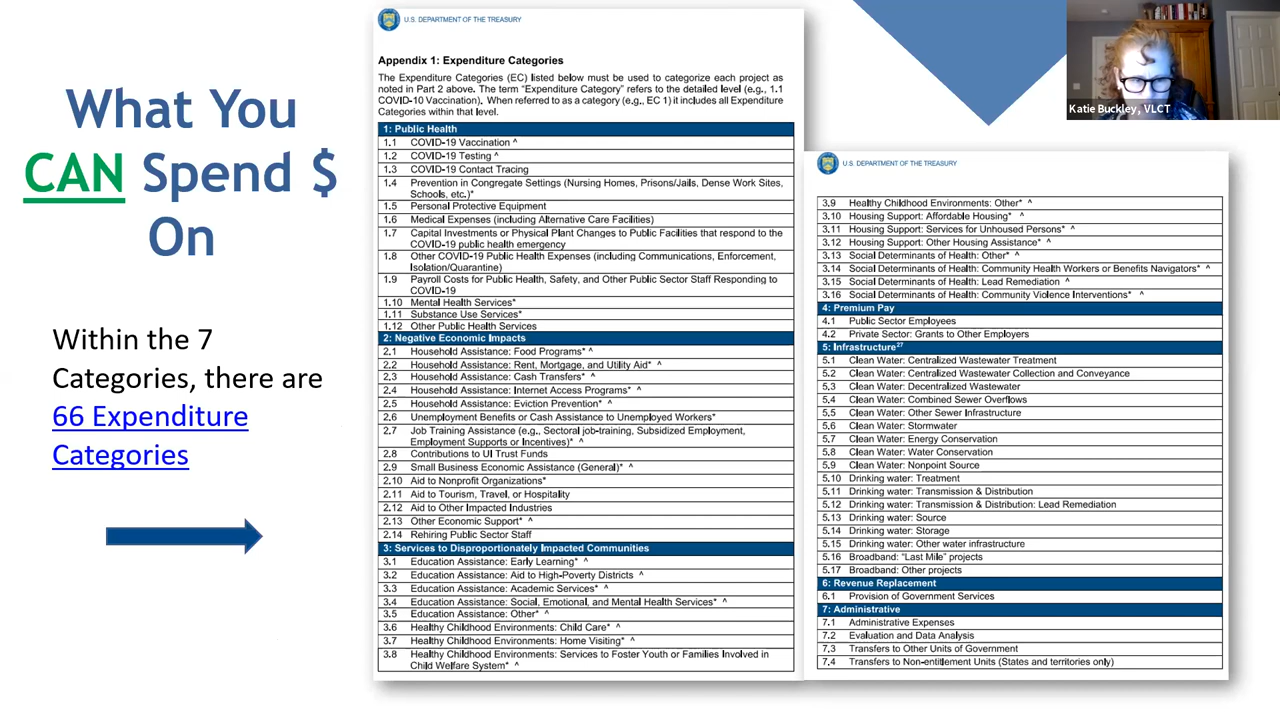 What You
CAN Spend $
On
Within the 7
Categories, there are
66 Expenditure
Categories
U.S. DEPARTMENT OF THE TREASURY
Appendix 1: Expenditure Categories
The Expenditure Categories (EC) listed below must be used to categorize each project as
noted in Part 2 above. The term "Expenditure Category" refers to the detailed level (e.g., 1.1
COVID-10 Vaccination). When referred to as a category (e.g., EC 1) it includes all Expenditure
Categories within that level.
1: Public Health
1.1 COVID-19 Vaccination ^
1.2 COVID-19 Testing ^
1.3 COVID-19 Contact Tracing
1.4 Prevention in Congregate Settings (Nursing Homes, Prisons/Jails, Dense Work Sites,
Schools, etc.)*
1.5 Personal Protective Equipment
1.6 Medical Expenses (including Alternative Care Facilities)
1.7 Capital Investments or Physical Plant Changes to Public Facilities that respond to the
COVID-19 public health emergency
1.8 Other COVID-19 Public Health Expenses (including Communications, Enforcement,
Isolation/Quarantine)
1.9 Payroll Costs for Public Health, Safety, and Other Public Sector Staff Responding to
COVID-19
1.10 Mental Health Services*
1.11 Substance Use Services*
1.12 Other Public Health Services
2: Negative Economic Impacts
2.1 Household Assistance: Food Programs* ^
2.2 Household Assistance: Rent, Mortgage, and Utility Aid* ^
2.3 Household Assistance: Cash Transfers* ^
2.4 Household Assistance: Internet Access Programs* ^
2.5 Household Assistance: Eviction Prevention* ^
2.6 Unemployment Benefits or Cash Assistance to Unemployed Workers*
2.7 Job Training Assistance (e.g., Sectoral job-training, Subsidized Employment,
Employment Supports or Incentives)* ^
2.8 Contributions to UI Trust Funds
2.9 Small Business Economic Assistance (General)* ^
2.10 Aid to Nonprofit Organizations*
2.11 Aid to Tourism, Travel, or Hospitality
2.12 Aid to Other Impacted Industries
2.13 Other Economic Support* ^
2.14 Rehiring Public Sector Staff
3: Services to Disproportionately Impacted Communities
3.1 Education Assistance: Early Learning* ^
3.2 Education Assistance: Aid to High-Poverty Districts ^
3.3 Education Assistance: Academic Services* ^
3.4 Education Assistance: Social, Emotional, and Mental Health Services* ^
3.5 Education Assistance: Other* ^
3.6 Healthy Childhood Environments: Child Care* ^
3.7 Healthy Childhood Environments: Home Visiting* ^
3.8 Healthy Childhood Environments: Services to Foster Youth or Families Involved in
Child Welfare System* ^
U.S. DEPARTMENT OF THE TREASURY
3.9 Healthy Childhood Environments: Other* ^
3.10 Housing Support: Affordable Housing* ^
3.11 Housing Support: Services for Unhoused Persons* ^
3.12 Housing Support: Other Housing Assistance* ^
3.13 Social Determinants of Health: Other* ^
3.14 Social Determinants of Health: Community Health Workers or Benefits Navigators* ^
3.15 Social Determinants of Health: Lead Remediation ^
3.16 Social Determinants of Health: Community Violence Interventions* ^
4: Premium Pay
4.1 Public Sector Employees
4.2 Private Sector: Grants to Other Employers
5: Infrastructure27
5.1 Clean Water: Centralized Wastewater Treatment
5.2 Clean Water: Centralized Wastewater Collection and Conveyance
5.3 Clean Water: Decentralized Wastewater
5.4 Clean Water: Combined Sewer Overflows
5.5 Clean Water: Other Sewer Infrastructure
5.6 Clean Water: Stormwater
5.7 Clean Water: Energy Conservation
5.8 Clean Water: Water Conservation
5.9 Clean Water: Nonpoint Source
5.10 Drinking water: Treatment
5.11 Drinking water: Transmission & Distribution
5.12 Drinking water: Transmission & Distribution: Lead Remediation
5.13 Drinking water: Source
5.14 Drinking water: Storage
5.15 Drinking water: Other water infrastructure
5.16 Broadband: "Last Mile" projects
5.17 Broadband: Other projects
6: Revenue Replacement
6.1 Provision of Government Services
7: Administrative
7.1 Administrative Expenses
7.2 Evaluation and Data Analysis
7.3 Transfers to Other Units of Government
7.4 Transfers to Non-entitlement Units (States and territories only)
Katie Buckley, VLCT